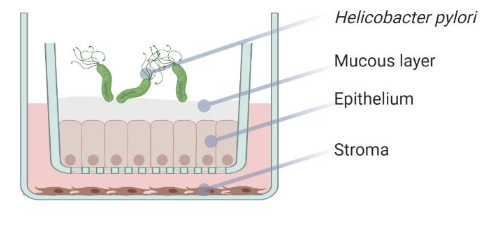 Helicobacter pylori
Mucous layer
Epithelium
Stroma